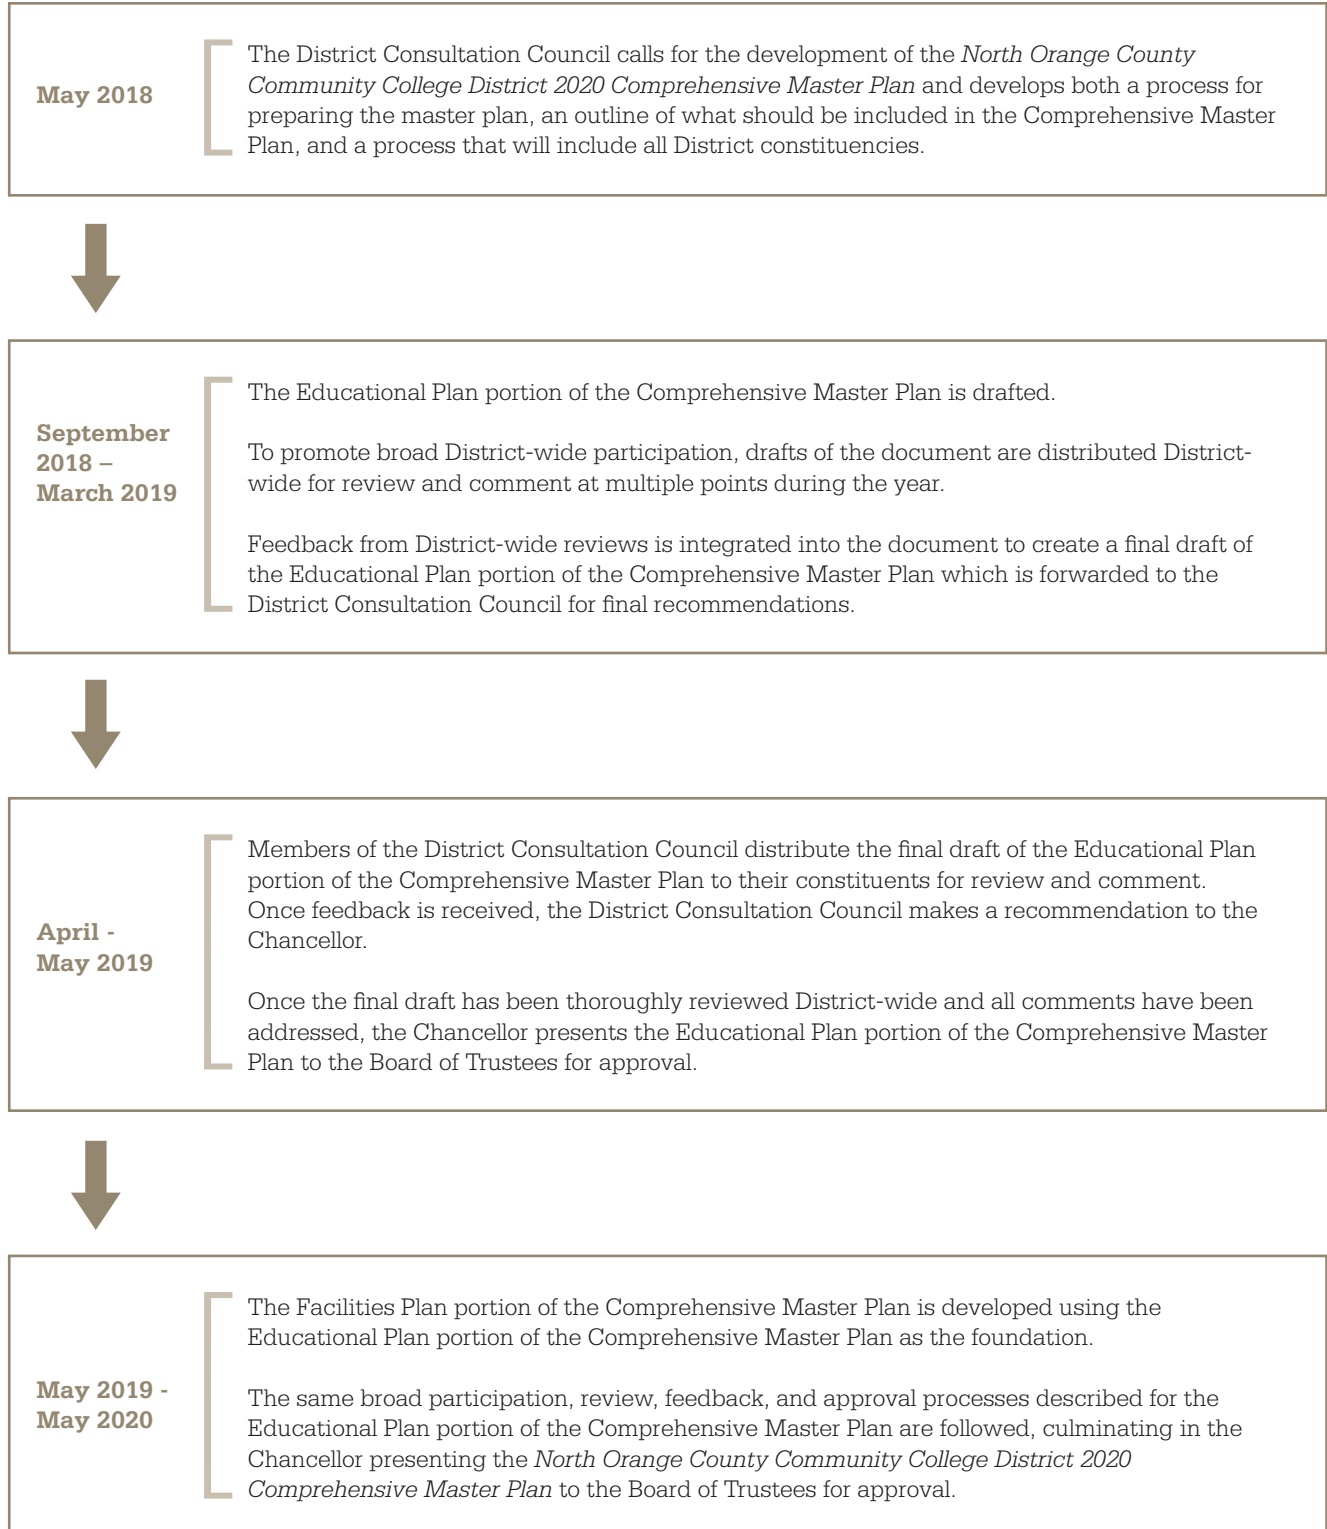 May 2018
The District Consultation Council calls for the development of the North Orange County
Community College District 2020 Comprehensive Master Plan and develops both a process for
preparing the master plan, an outline of what should be included in the Comprehensive Master
Plan, and a process that will include all District constituencies.
September
2018 –
March 2019
The Educational Plan portion of the Comprehensive Master Plan is drafted.
To promote broad District-wide participation, drafts of the document are distributed District-
wide for review and comment at multiple points during the year.
Feedback from District-wide reviews is integrated into the document to create a final draft of
the Educational Plan portion of the Comprehensive Master Plan which is forwarded to the
District Consultation Council for final recommendations.
April -
May 2019
Members of the District Consultation Council distribute the final draft of the Educational Plan
portion of the Comprehensive Master Plan to their constituents for review and comment.
Once feedback is received, the District Consultation Council makes a recommendation to the
Chancellor.
Once the final draft has been thoroughly reviewed District-wide and all comments have been
addressed, the Chancellor presents the Educational Plan portion of the Comprehensive Master
Plan to the Board of Trustees for approval.
May 2019 -
May 2020
The Facilities Plan portion of the Comprehensive Master Plan is developed using the
Educational Plan portion of the Comprehensive Master Plan as the foundation.
The same broad participation, review, feedback, and approval processes described for the
Educational Plan portion of the Comprehensive Master Plan are followed, culminating in the
Chancellor presenting the North Orange County Community College District 2020
Comprehensive Master Plan to the Board of Trustees for approval.